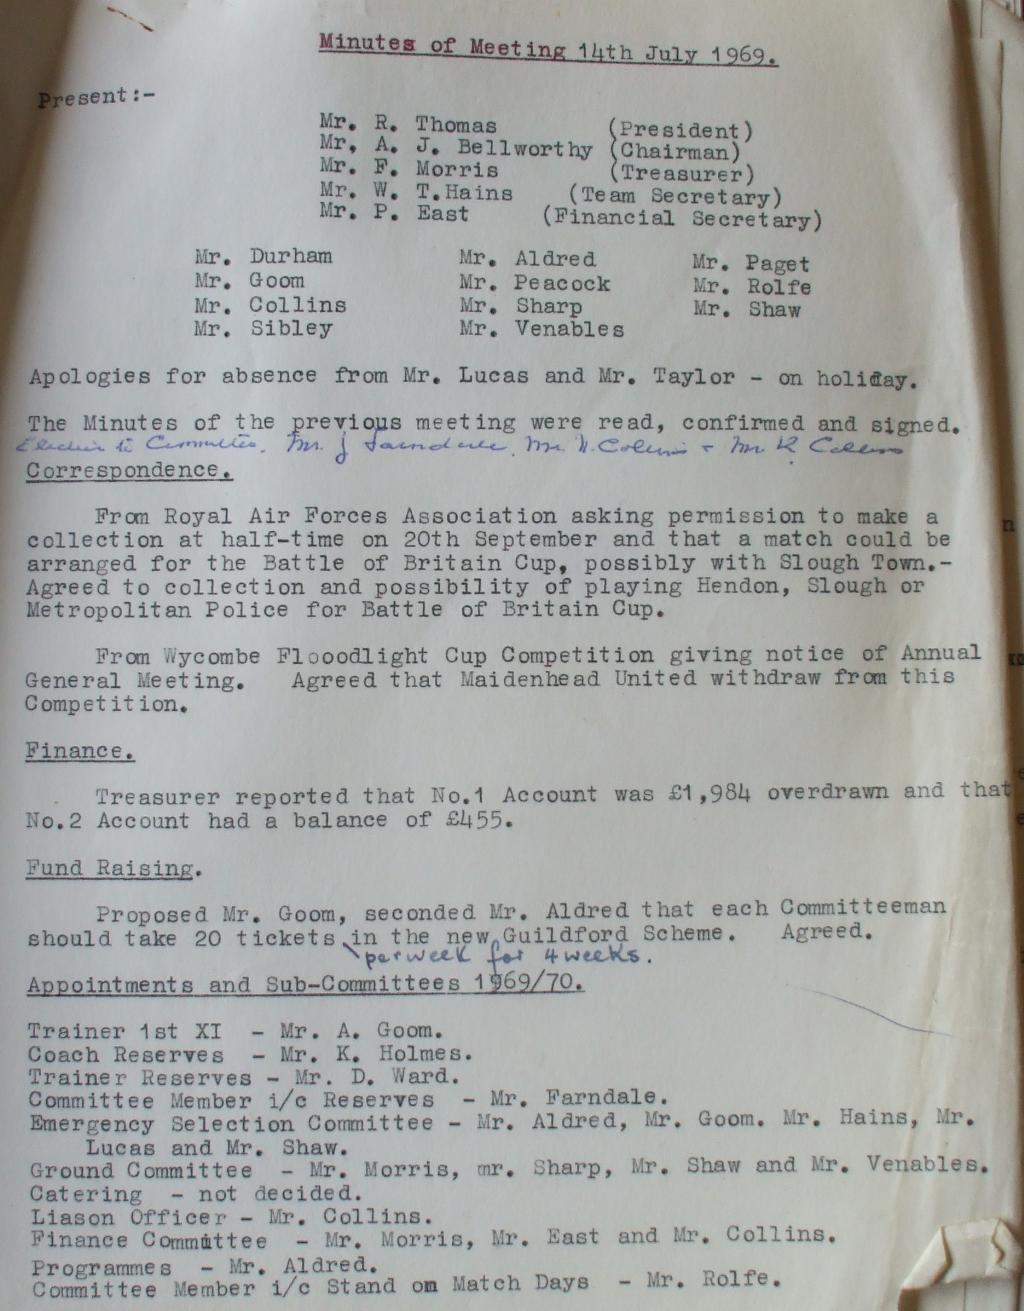 Minutes of Meeting 14th July 1969.
Present:-
Mr. R. Thomas (President)
Mr, A. J. Bellworthy (Chairman)
Mr. F. Morris (Treasurer)
Mr. W. T.Hains (Team Secretary)
Mr. P. East (Financial Secretary)
Mr. Durham Mr. Aldred Mr. Paget
Mr. Goom Mr. Peacock Mr. Rolfe
Mr. Collins Mr. Sharp Mr. Shaw
Mr. Sibley Mr. Venables
Apologies for absence from Mr. Lucas and Mr. Taylor - on holiday.
The Minutes of the previous meeting were read, confirmed and signed.
to Committee. Mr. J Farndale, Mr. N. Collins + Mr. K Collins
Correspondence.
From Royal Air Forces Association asking permission to make a
collection at half-time on 20th September and that a match could be
arranged for the Battle of Britain Cup, possibly with Slough Town.-
Agreed to collection and possibility of playing Hendon, Slough or
Metropolitan Police for Battle of Britain Cup.
From Wycombe Flooodlight Cup Competition giving notice of Annual
General Meeting. Agreed that Maidenhead United withdraw from this
Competition.
Finance.
Treasurer reported that No.1 Account was £1,984 overdrawn and that
No.2 Account had a balance of £455.
Fund Raising.
Proposed Mr. Goom, seconded Mr. Aldred that each Committeeman
should take 20 tickets in the new Guildford Scheme. Agreed.
per week for 4 weeks.
Appointments and Sub-Committees 1969/70.
Trainer 1st XI - Mr. A. Goom.
Coach Reserves - Mr. K. Holmes.
Trainer Reserves - Mr. D. Ward.
Committee Member i/c Reserves - Mr. Farndale.
Emergency Selection Committee - Mr. Aldred, Mr. Goom. Mr. Hains, Mr.
Lucas and Mr. Shaw.
Ground Committee - Mr. Morris, mr. Sharp, Mr. Shaw and Mr. Venables.
Catering - not decided.
Liason Officer - Mr. Collins.
Finance Committee - Mr. Morris, Mr. East and Mr. Collins.
Programmes - Mr. Aldred.
Committee Member i/c Stand on Match Days - Mr. Rolfe.